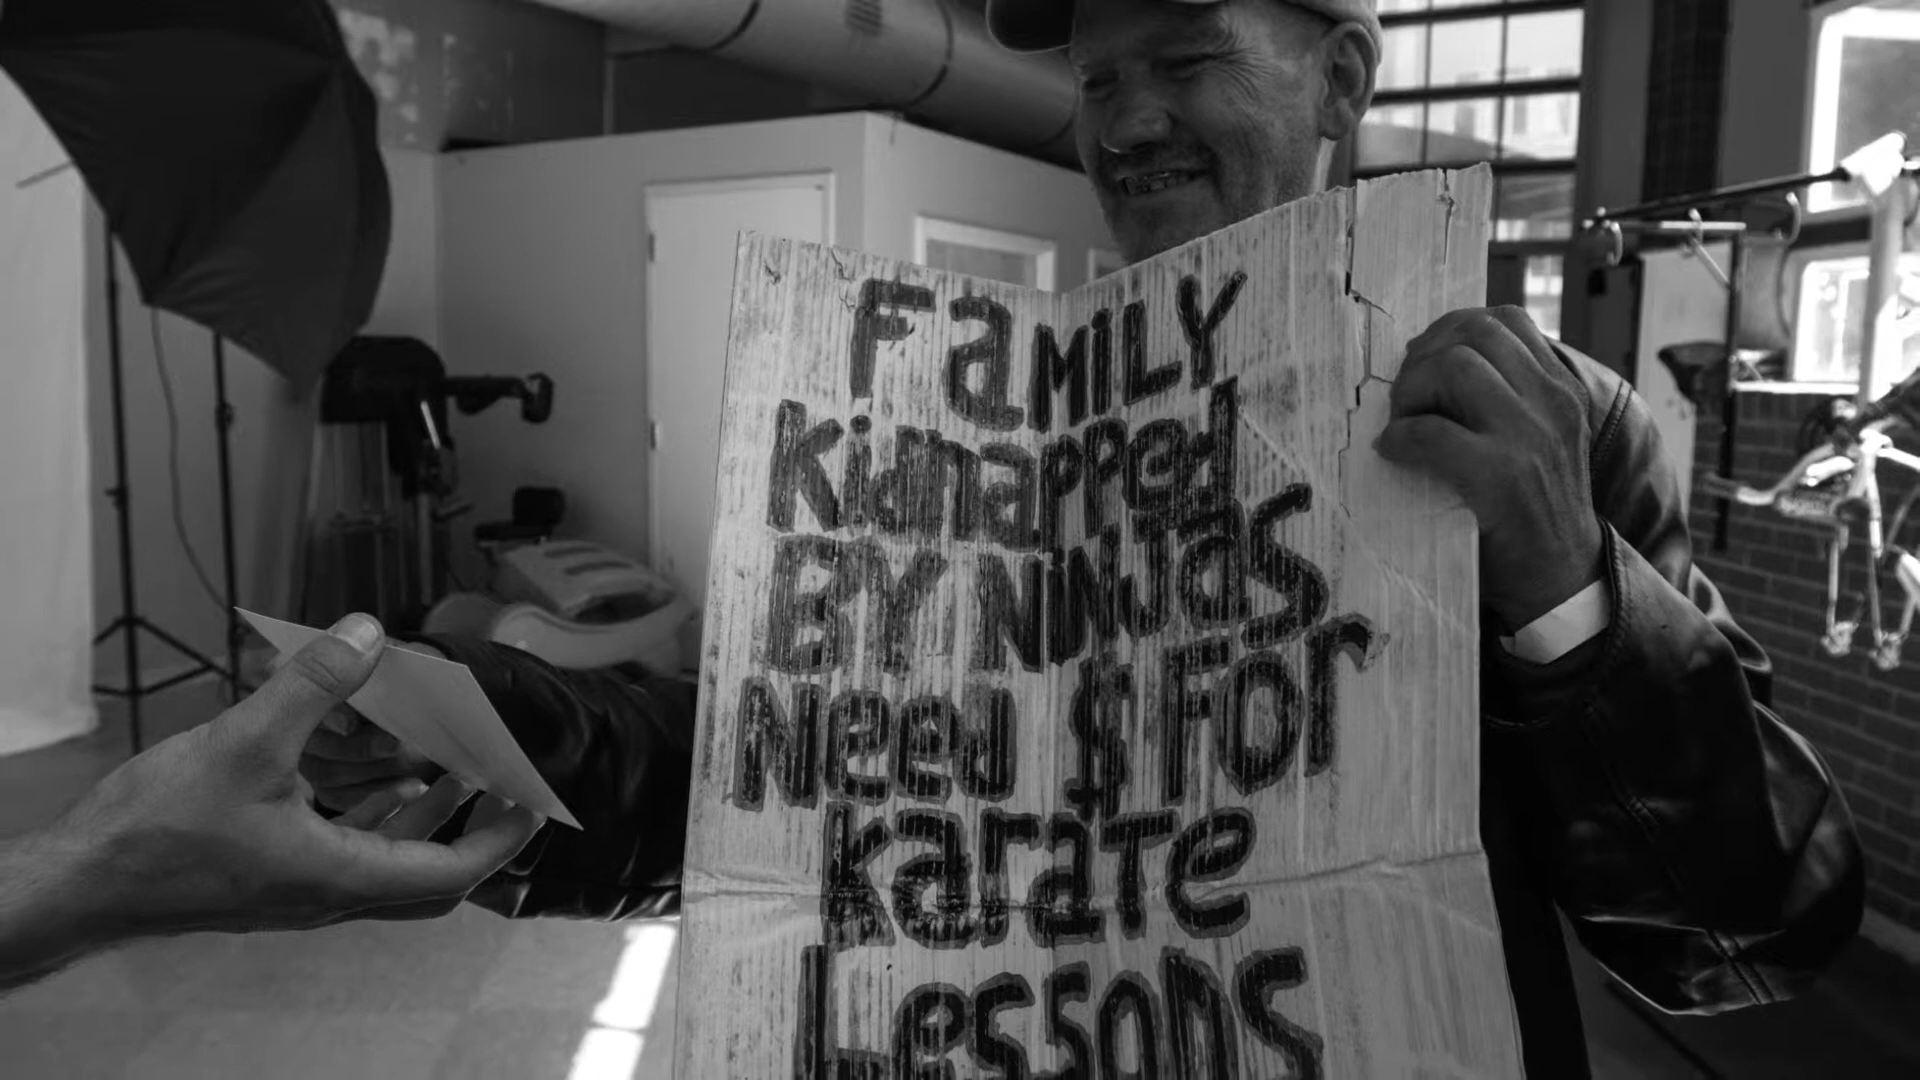 FaMiLY
Kidnapped
BY NiNJas
Need $ FOr
karaTe
Lessons